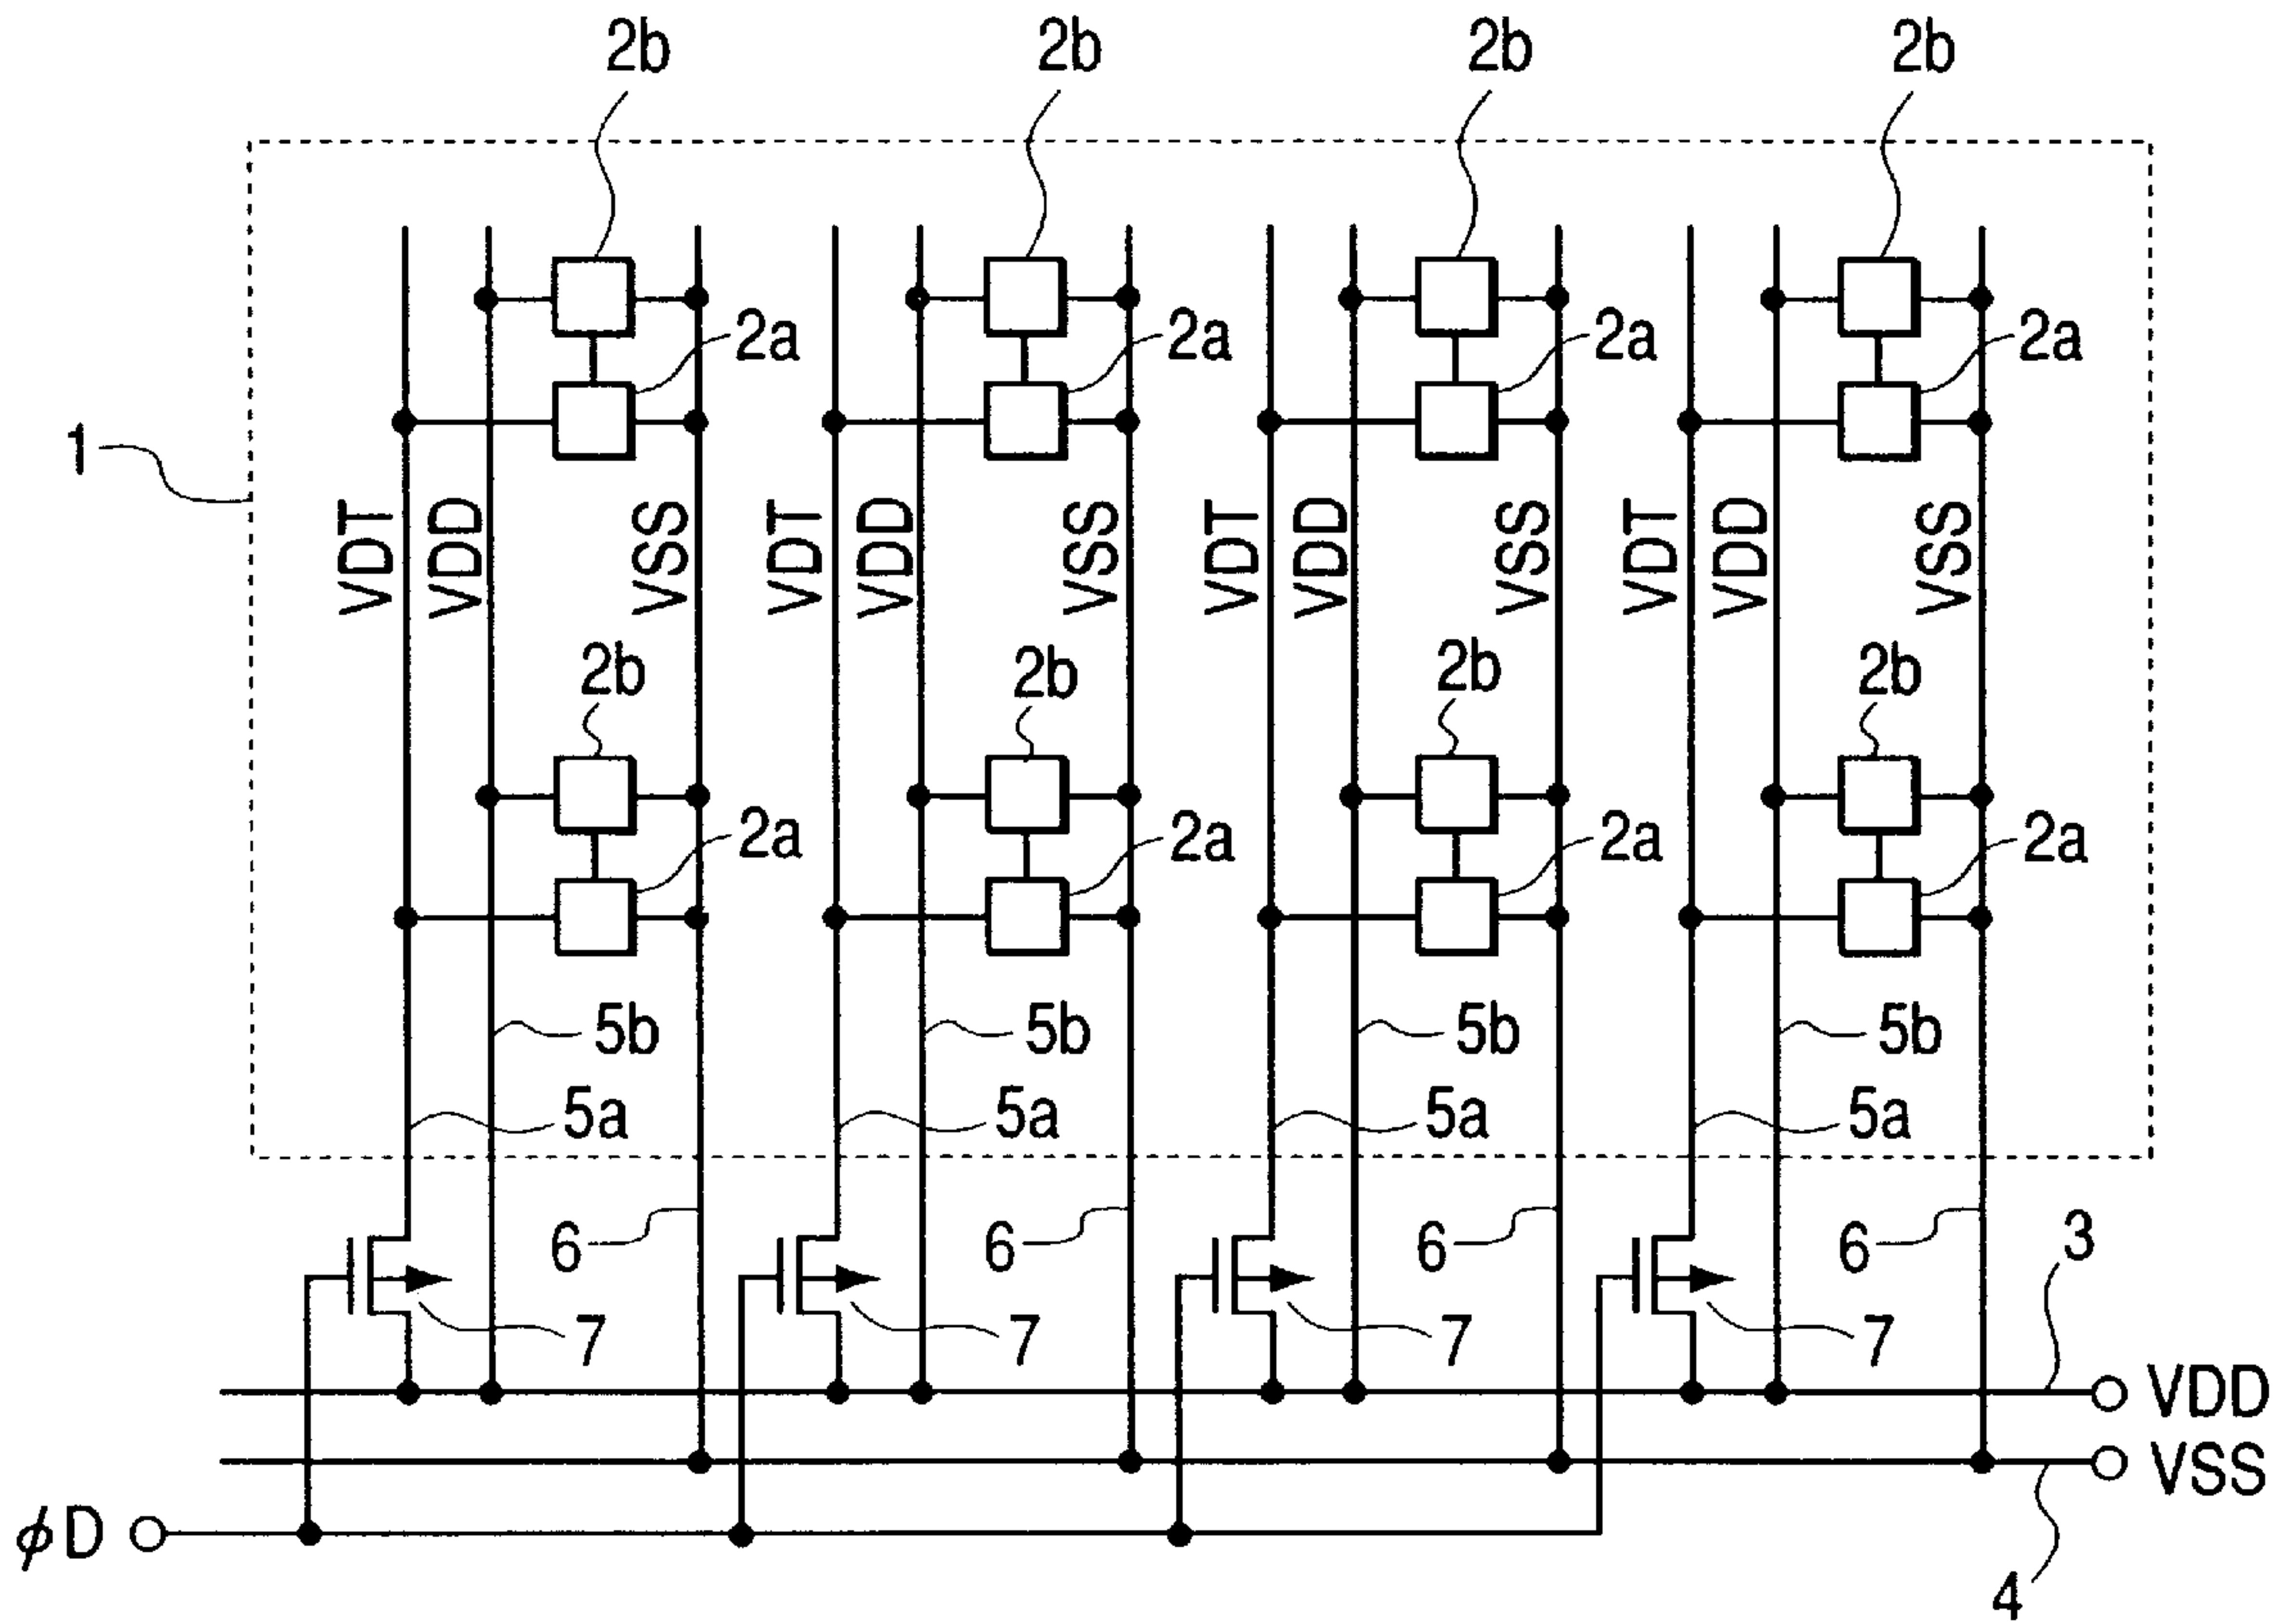 2b 2b 2b 2b
2a 2a 2a 2a
1
VDT VDD VSS VDT VDD VSS VDT VDD VSS VDT VDD VSS
2b 2b 2b 2b
2a 2a 2a 2a
5b 5b 5b 5b
5a 5a 5a 5a
6 6 6 6 3
7 7 7 7
VDD
VSS
φD
4